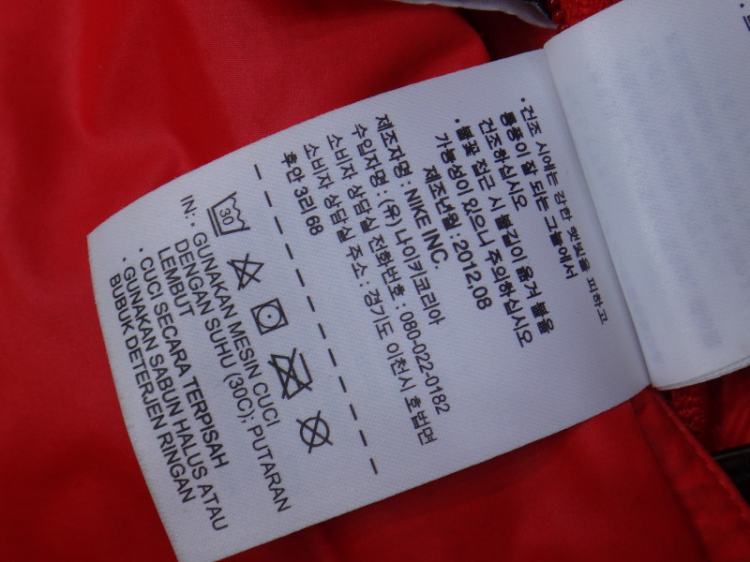 · 건조 시에는 강한 햇빛을 피하고
통풍이 잘 되는 그늘에서
건조하십시오
· 불꽃 접근 시 불길이 옮겨 붙을
가능성이 있으니 주의하십시오
제조년월 : 2012.08
제조자명 : NIKE INC.
수입자명 : (유) 나이키코리아
소비자 상담실 전화번호 : 080-022-0182
소비자 상담실 주소 : 경기도 이천시 호법면
후안 3리 68
30
IN: · GUNAKAN MESIN CUCI
DENGAN SUHU (30C); PUTARAN
LEMBUT
· CUCI SECARA TERPISAH
· GUNAKAN SABUN HALUS ATAU
BUBUK DETERJEN RINGAN